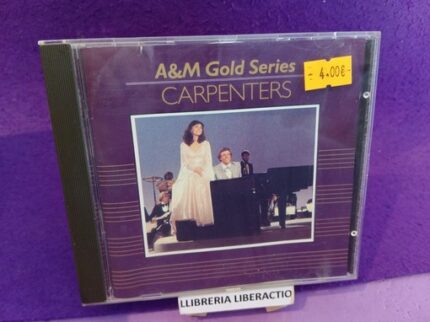 A&M Gold Series
CARPENTERS
4.00€
LLIBRERIA LIBERACTIO